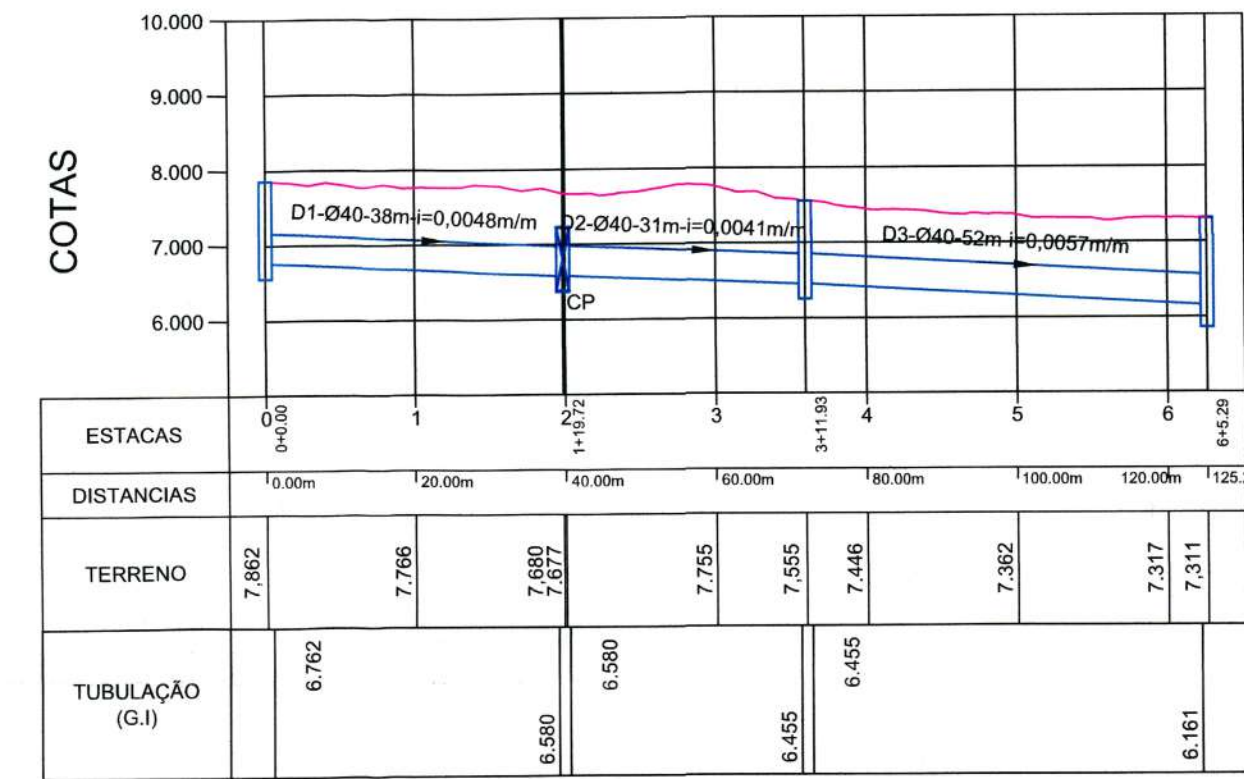 COTAS
10.000
9.000
8.000
7.000
6.000
D1-Ø40-38m-i=0,0048m/m
D2-Ø40-31m-i=0,0041m/m
D3-Ø40-52m-i=0,0057m/m
CP
ESTACAS
0 1 2 3 4 5 6
0+0.00 1+19.72 3+11.93 6+5.29
DISTANCIAS
0.00m 20.00m 40.00m 60.00m 80.00m 100.00m 120.00m
TERRENO
7,862 7.766 7,680 7.677 7.755 7,555 7.446 7.362 7.317 7,311
TUBULAÇÃO
(G.I)
6.762 6.580 6.580 6.455 6.455 6.161